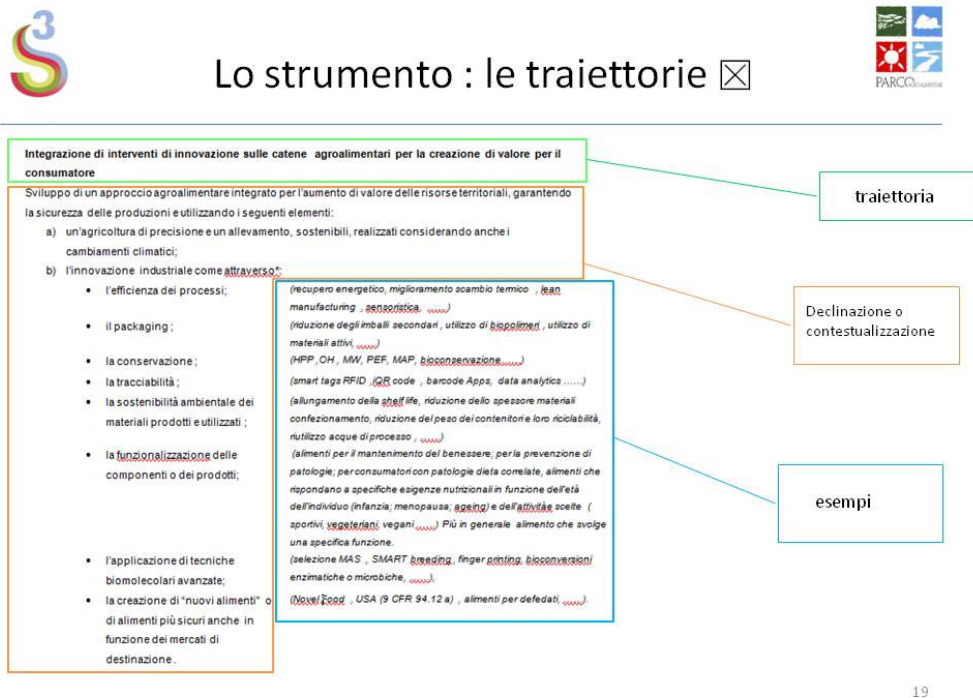 S3
Lo strumento : le traiettorie ☒
PARCO
Integrazione di interventi di innovazione sulle catene agroalimentari per la creazione di valore per il
consumatore
traiettoria
Sviluppo di un approccio agroalimentare integrato per l'aumento di valore delle risorse territoriali, garantendo
la sicurezza delle produzioni e utilizzando i seguenti elementi:
a) un'agricoltura di precisione e un allevamento, sostenibili, realizzati considerando anche i
cambiamenti climatici;
b) l'innovazione industriale come attraverso*:
Declinazione o
contestualizzazione
• l'efficienza dei processi;
(recupero energetico, miglioramento scambio termico , lean
manufacturing , sensoristica, ……)
• il packaging ;
(riduzione degli imballi secondari , utilizzo di biopolimeri , utilizzo di
materiali attivi, ……)
• la conservazione ;
(HPP ,OH , MW, PEF, MAP, bioconservazione……)
• la tracciabilità ;
(smart tags RFID ,iQR code , barcode Apps, data analytics ……)
• la sostenibilità ambientale dei
materiali prodotti e utilizzati ;
(allungamento della shelf life, riduzione dello spessore materiali
confezionamento, riduzione del peso dei contenitori e loro riciclabilità,
riutilizzo acque di processo , ……)
• la funzionalizzazione delle
componenti o dei prodotti;
(alimenti per il mantenimento del benessere; per la prevenzione di
patologie; per consumatori con patologie dieta correlate, alimenti che
rispondano a specifiche esigenze nutrizionali in funzione dell'età
dell'individuo (infanzia; menopausa; ageing) e dell'attivitàe scelte (
sportivi, vegeteriani, vegani ……) Più in generale alimento che svolge
una specifica funzione.
• l'applicazione di tecniche
biomolecolari avanzate;
(selezione MAS , SMART breeding , finger printing, bioconversioni
enzimatiche o microbiche, ……),
• la creazione di "nuovi alimenti" o
di alimenti più sicuri anche in
funzione dei mercati di
destinazione .
(Novel Food , USA (9 CFR 94.12 a) , alimenti per defedati, ……).
esempi
19